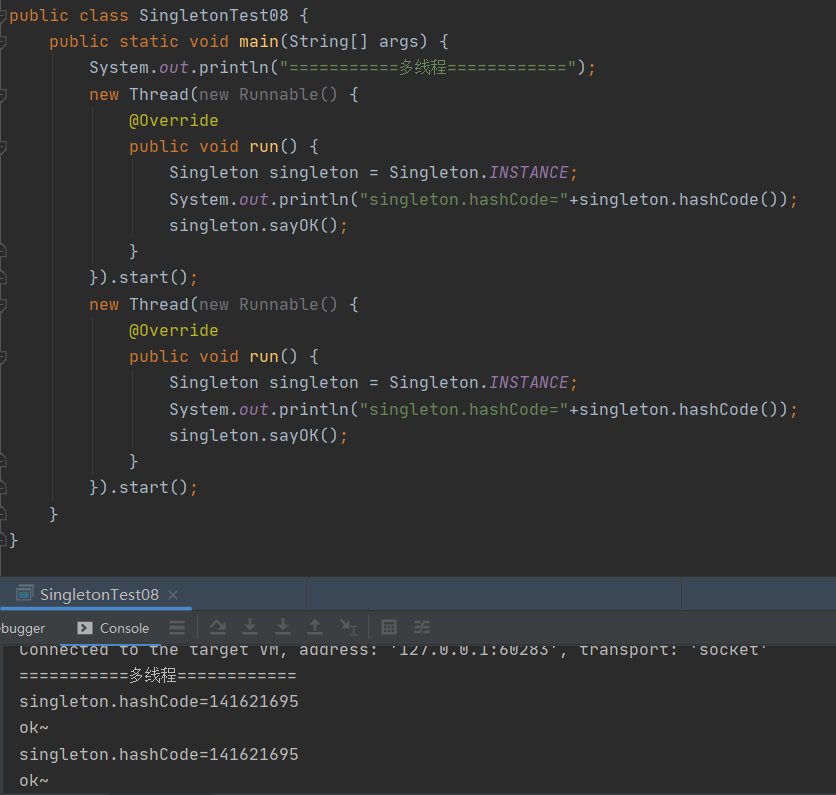 public class SingletonTest08 {
    public static void main(String[] args) {
        System.out.println("===========多线程============");
        new Thread(new Runnable() {
            @Override
            public void run() {
                Singleton singleton = Singleton.INSTANCE;
                System.out.println("singleton.hashCode="+singleton.hashCode());
                singleton.sayOK();
            }
        }).start();
        new Thread(new Runnable() {
            @Override
            public void run() {
                Singleton singleton = Singleton.INSTANCE;
                System.out.println("singleton.hashCode="+singleton.hashCode());
                singleton.sayOK();
            }
        }).start();
    }
}
SingletonTest08
bugger Console
Connected to the target VM, address: '127.0.0.1:60283', transport: 'socket'
===========多线程============
singleton.hashCode=141621695
ok~
singleton.hashCode=141621695
ok~